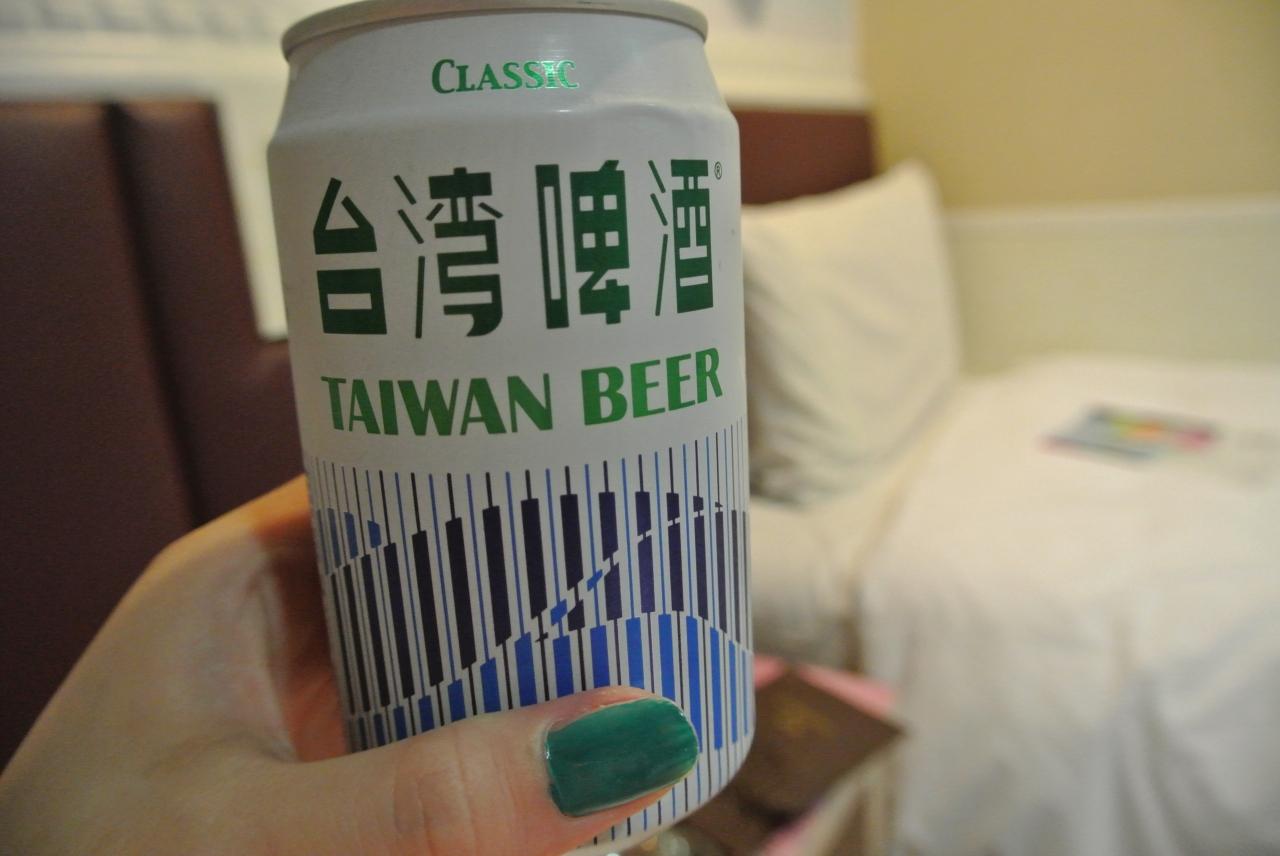 CLASSIC
台湾啤酒®
TAIWAN BEER